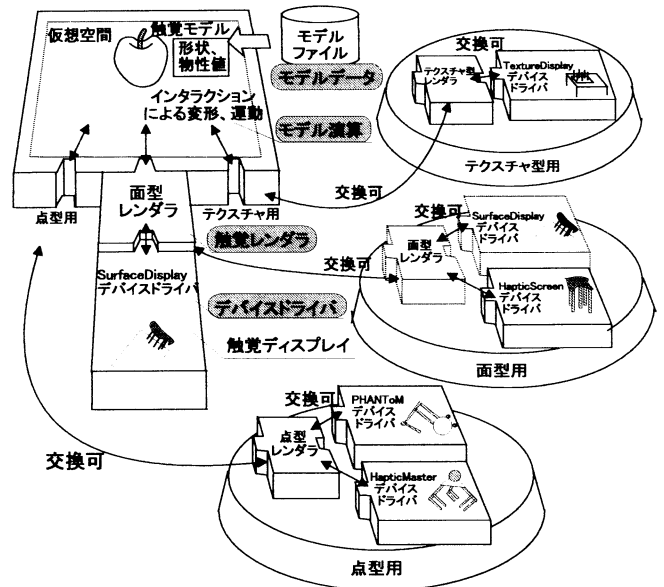 仮想空間
触覚モデル
形状、
物性値
モデル
ファイル
モデルデータ
インタラクション
による変形、運動
モデル演算
点型用
面型
レンダラ
テクスチャ用
交換可
触覚レンダラ
SurfaceDisplay
デバイスドライバ
デバイスドライバ
触覚ディスプレイ
交換可
交換可
テクスチャ型
レンダラ
TextureDisplay
デバイス
ドライバ
テクスチャ型用
交換可
交換可
面型
レンダラ
SurfaceDisplay
デバイス
ドライバ
HapticScreen
デバイス
ドライバ
面型用
交換可
点型
レンダラ
PHANToM
デバイス
ドライバ
HapticMaster
デバイス
ドライバ
点型用